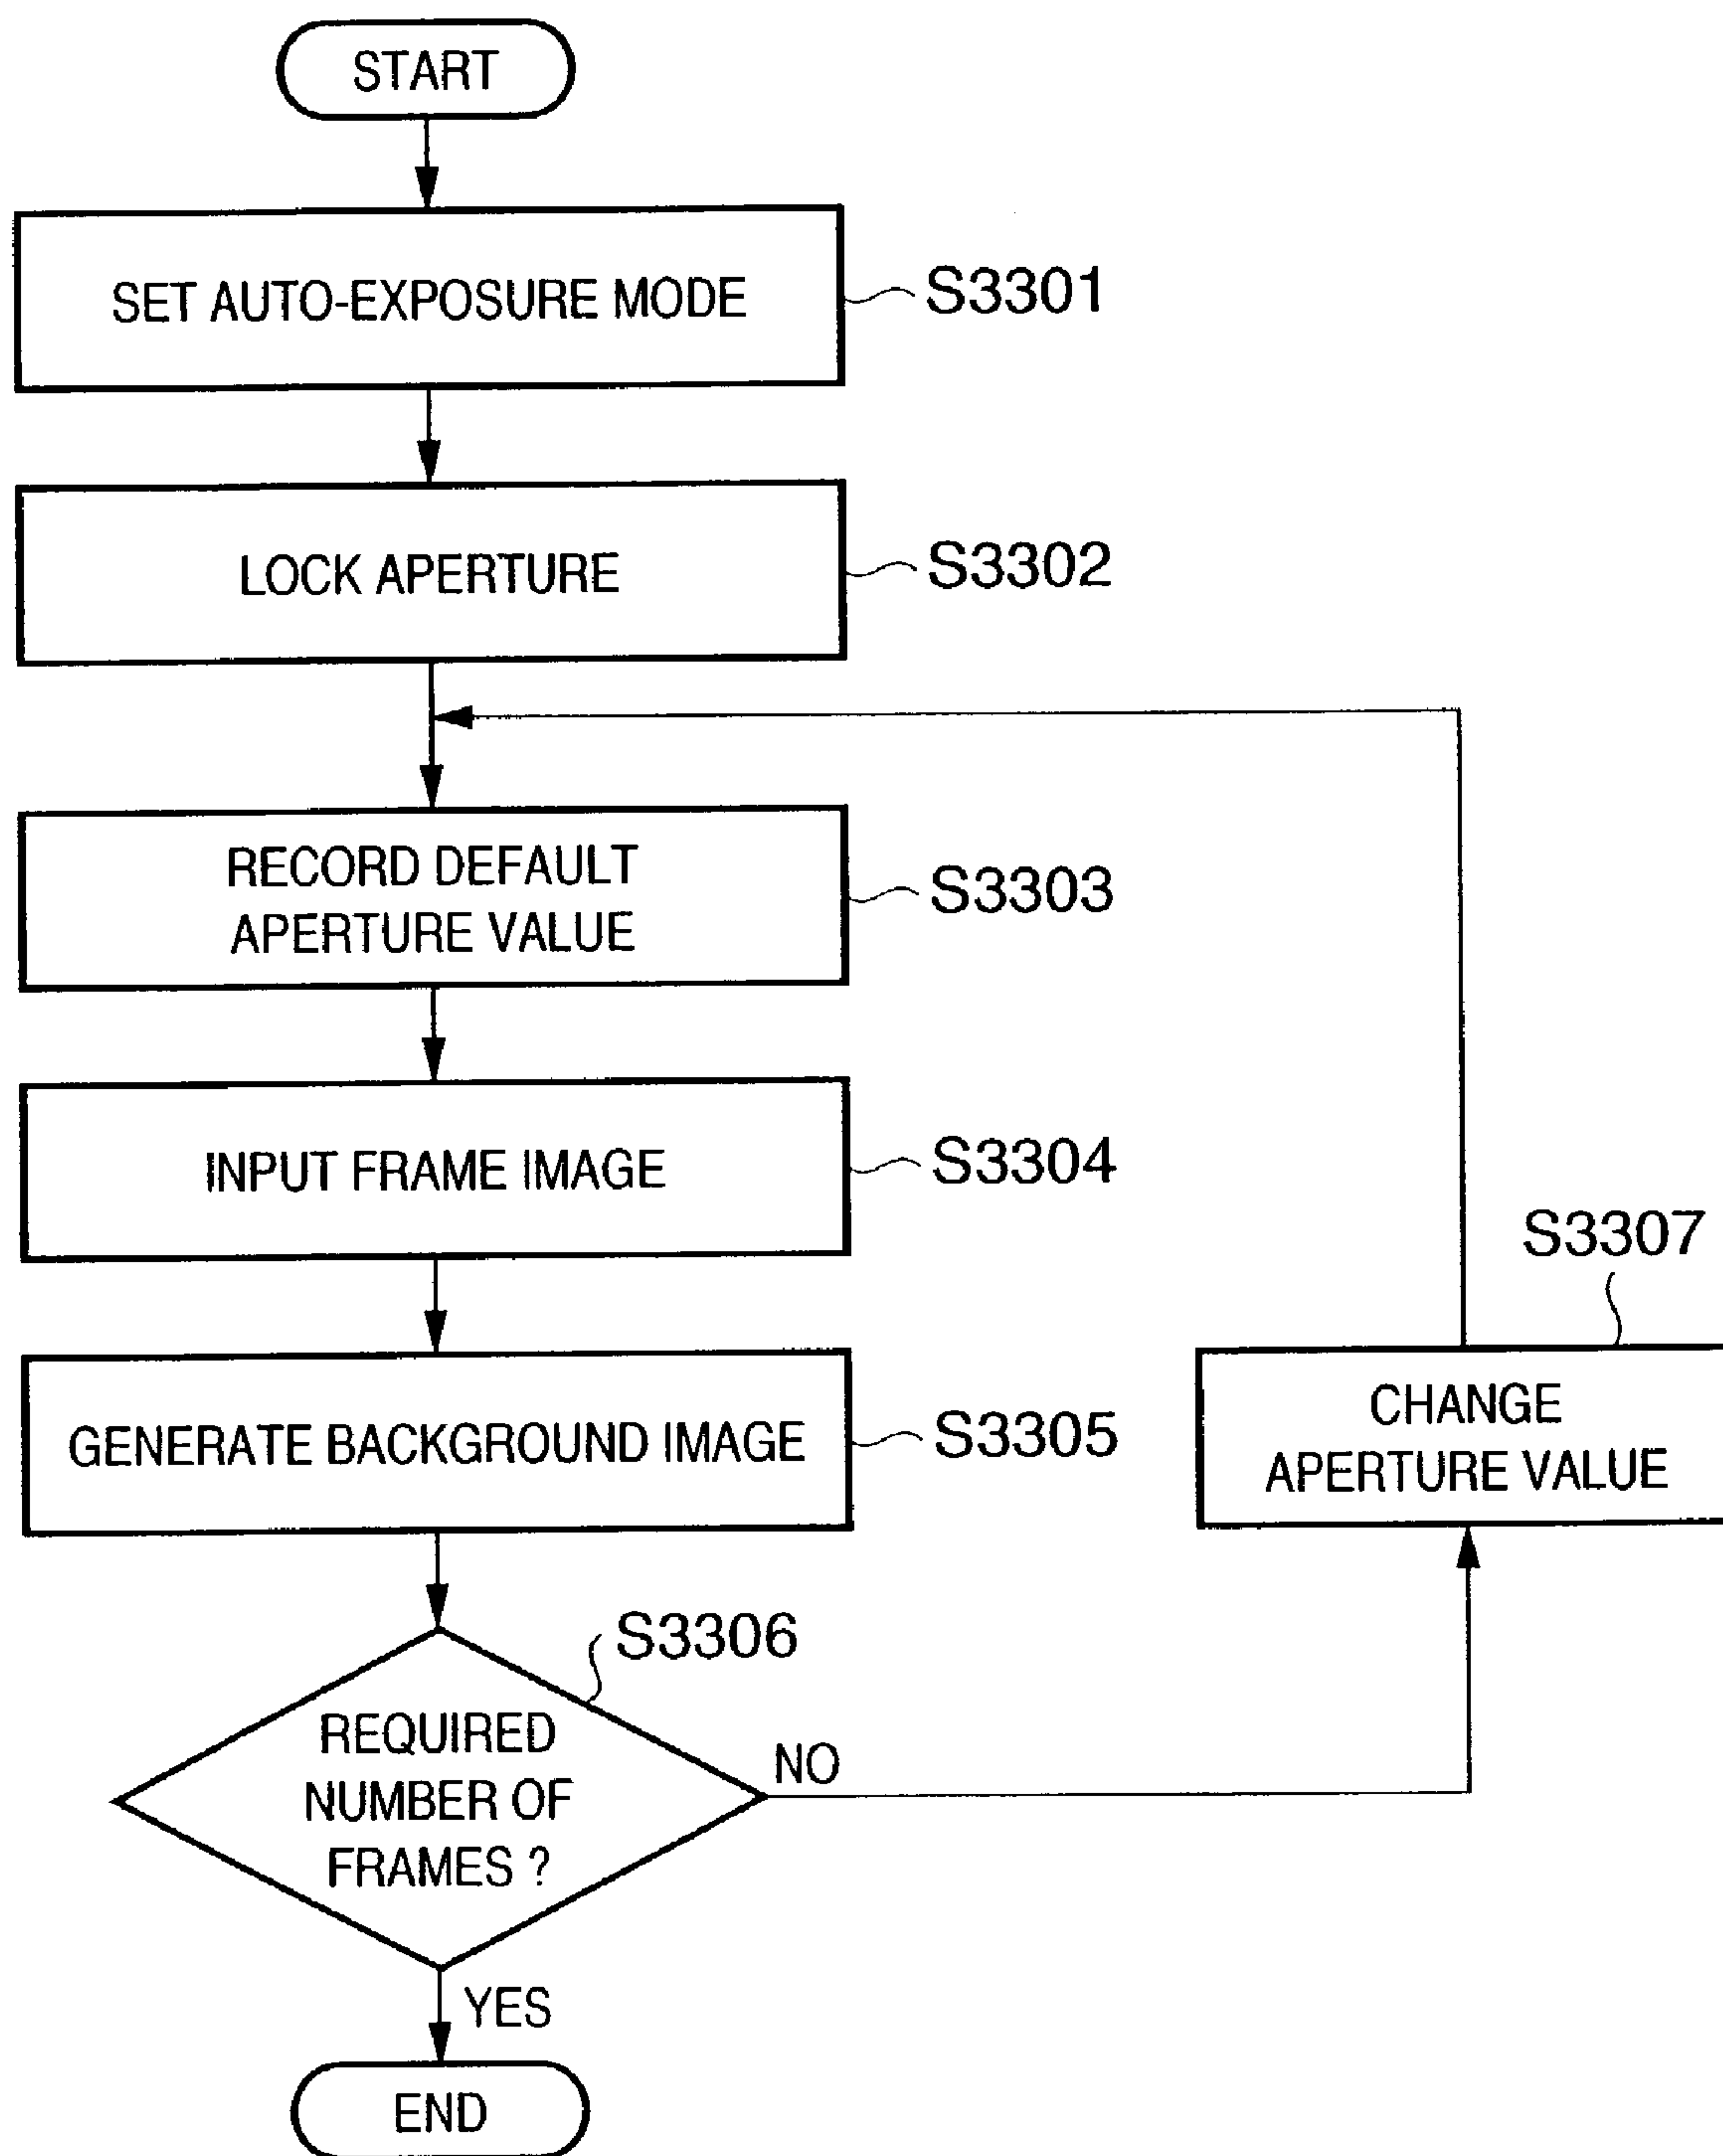 START
SET AUTO-EXPOSURE MODE
S3301
LOCK APERTURE
S3302
RECORD DEFAULT
APERTURE VALUE
S3303
INPUT FRAME IMAGE
S3304
GENERATE BACKGROUND IMAGE
S3305
S3307
CHANGE
APERTURE VALUE
S3306
REQUIRED
NUMBER OF
FRAMES ?
NO
YES
END